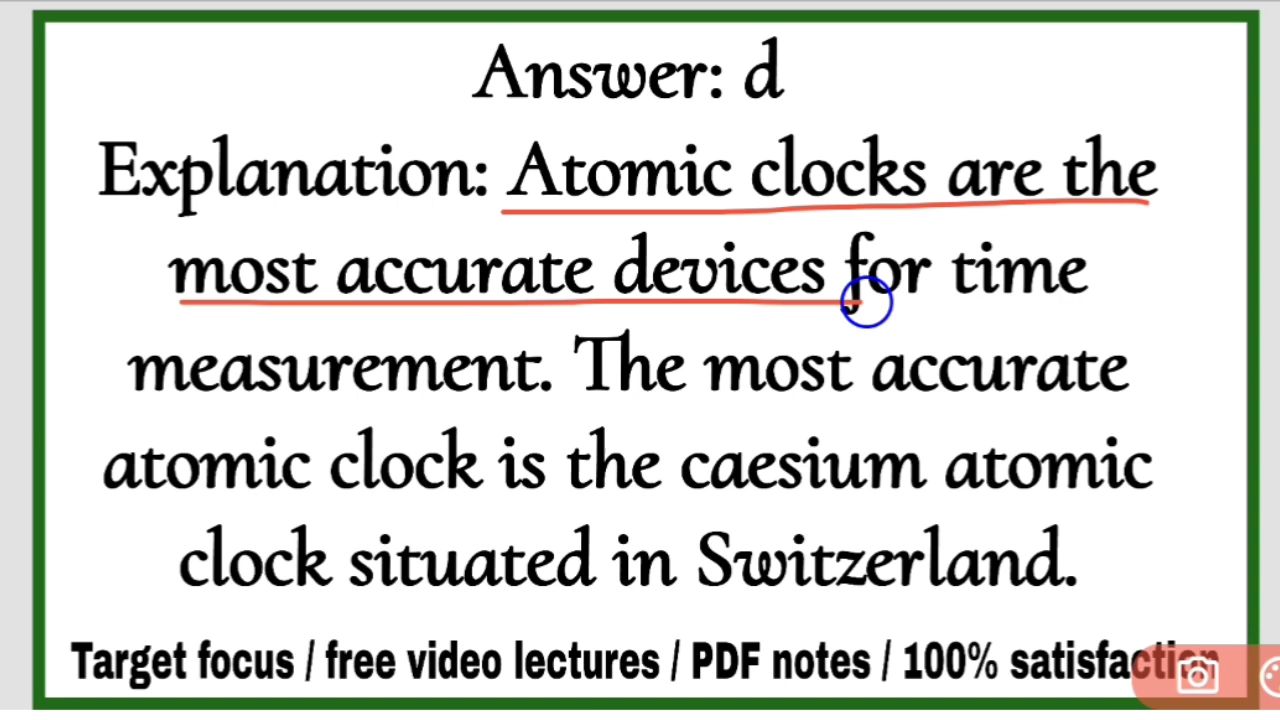 Answer: d
Explanation: Atomic clocks are the
most accurate devices for time
measurement. The most accurate
atomic clock is the caesium atomic
clock situated in Switzerland.
Target focus / free video lectures / PDF notes / 100% satisfaction